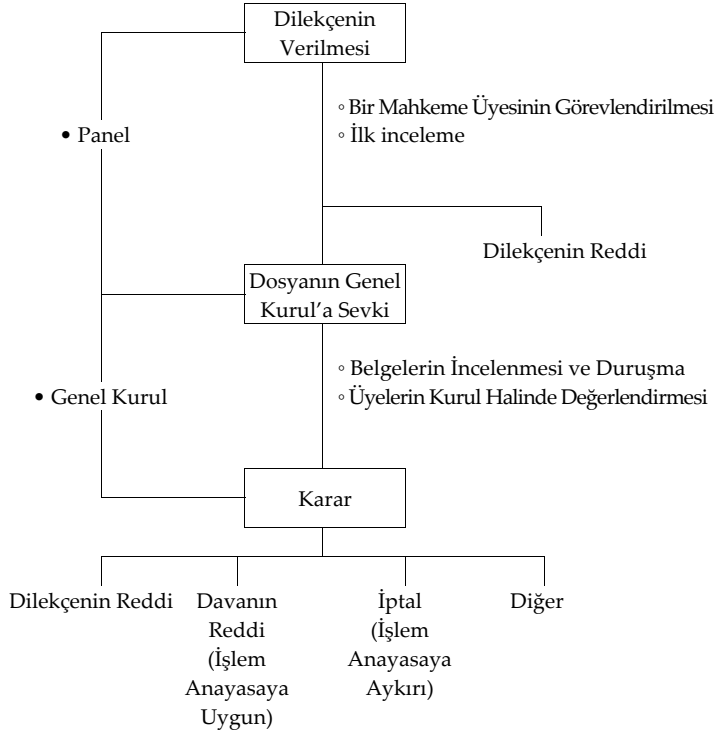 Dilekçenin
Verilmesi
◦ Bir Mahkeme Üyesinin Görevlendirilmesi
• Panel
◦ İlk inceleme
Dilekçenin Reddi
Dosyanın Genel
Kurul’a Sevki
◦ Belgelerin İncelenmesi ve Duruşma
• Genel Kurul
◦ Üyelerin Kurul Halinde Değerlendirmesi
Karar
Dilekçenin Reddi
Davanın
Reddi
(İşlem
Anayasaya
Uygun)
İptal
(İşlem
Anayasaya
Aykırı)
Diğer